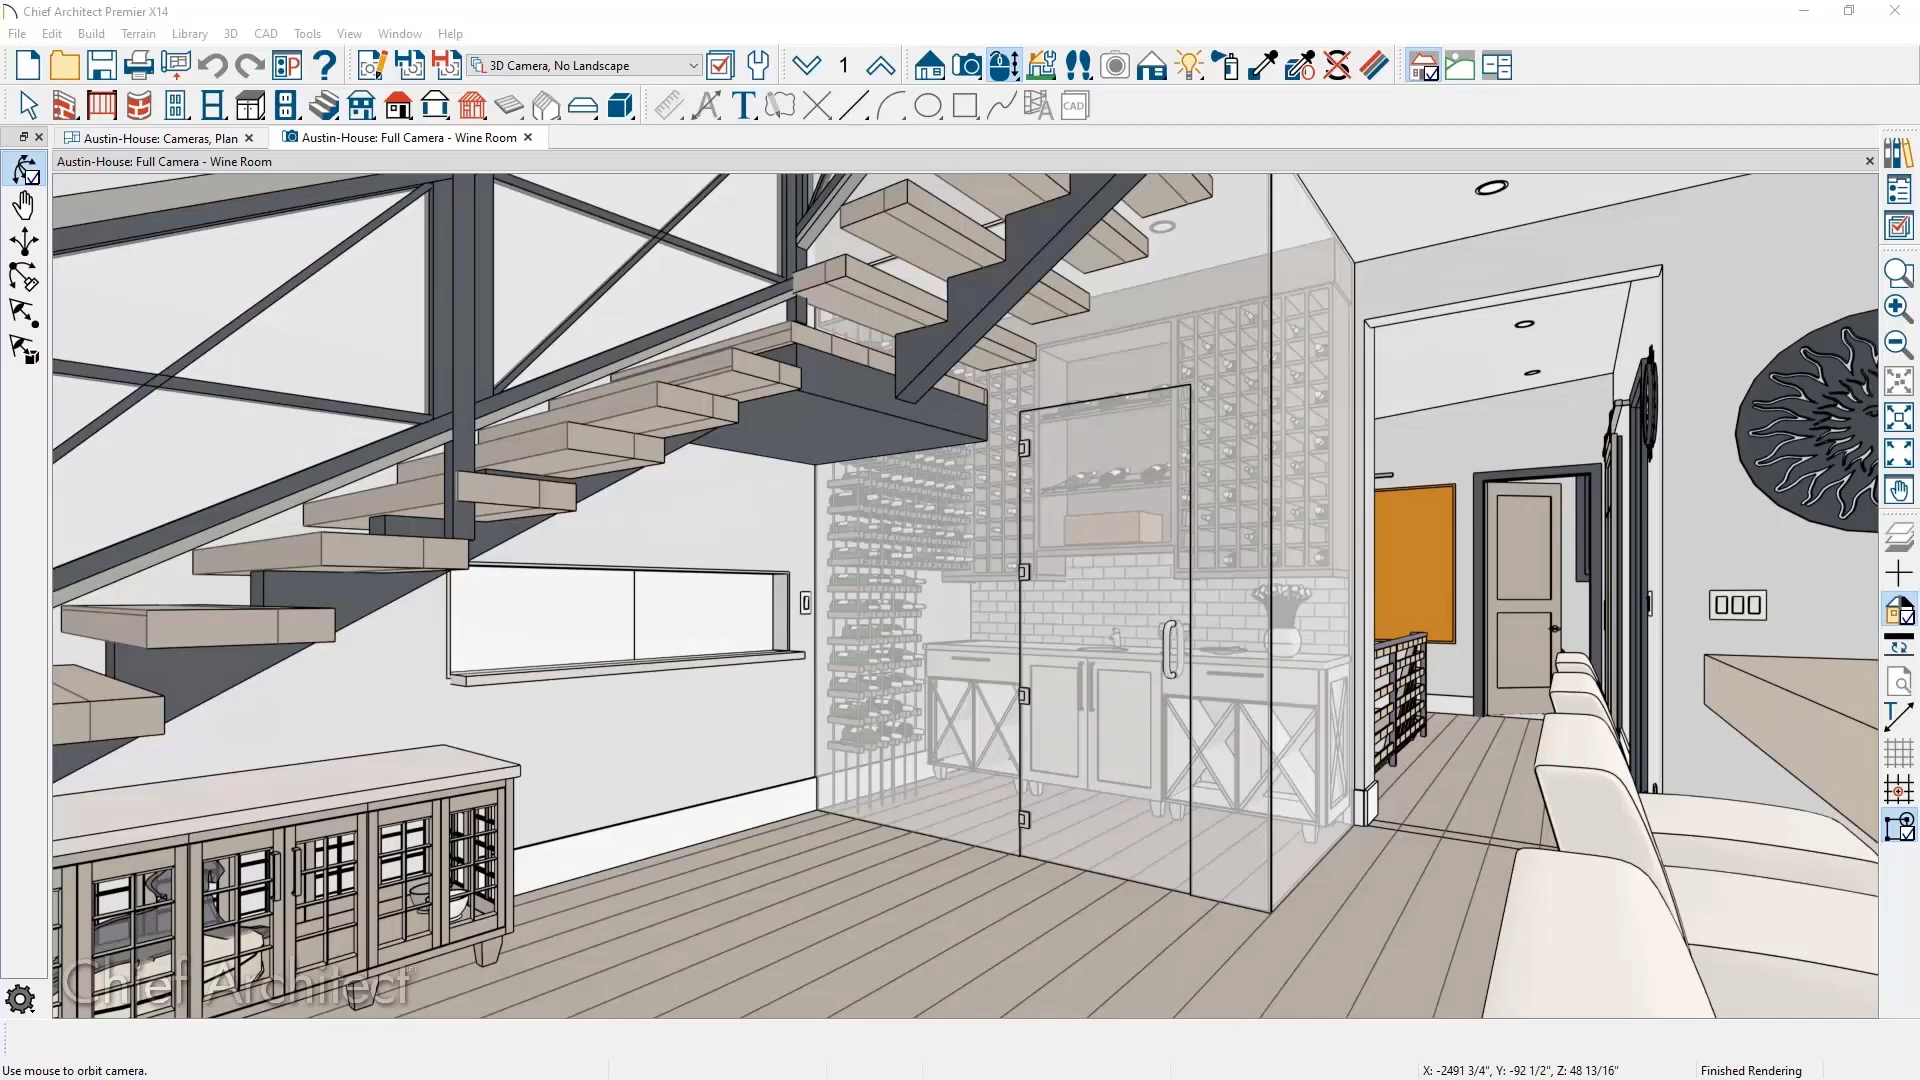 Chief Architect Premier X14
File Edit Build Terrain Library 3D CAD Tools View Window Help
3D Camera, No Landscape
1
CAD
Austin-House: Cameras, Plan
Austin-House: Full Camera - Wine Room
Austin-House: Full Camera - Wine Room
Chief Architect®
Use mouse to orbit camera.
X: -2491 3/4", Y: -92 1/2", Z: 48 13/16"
Finished Rendering